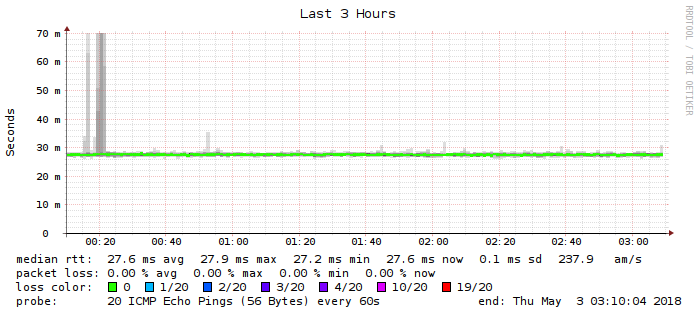 Last 3 Hours
RRDTOOL / TOBI OETIKER
Seconds
70 m
60 m
50 m
40 m
30 m
20 m
10 m
0
00:20 00:40 01:00 01:20 01:40 02:00 02:20 02:40 03:00
median rtt: 27.6 ms avg 27.9 ms max 27.2 ms min 27.6 ms now 0.1 ms sd 237.9 am/s
packet loss: 0.00 % avg 0.00 % max 0.00 % min 0.00 % now
loss color: 0 1/20 2/20 3/20 4/20 10/20 19/20
probe: 20 ICMP Echo Pings (56 Bytes) every 60s end: Thu May 3 03:10:04 2018